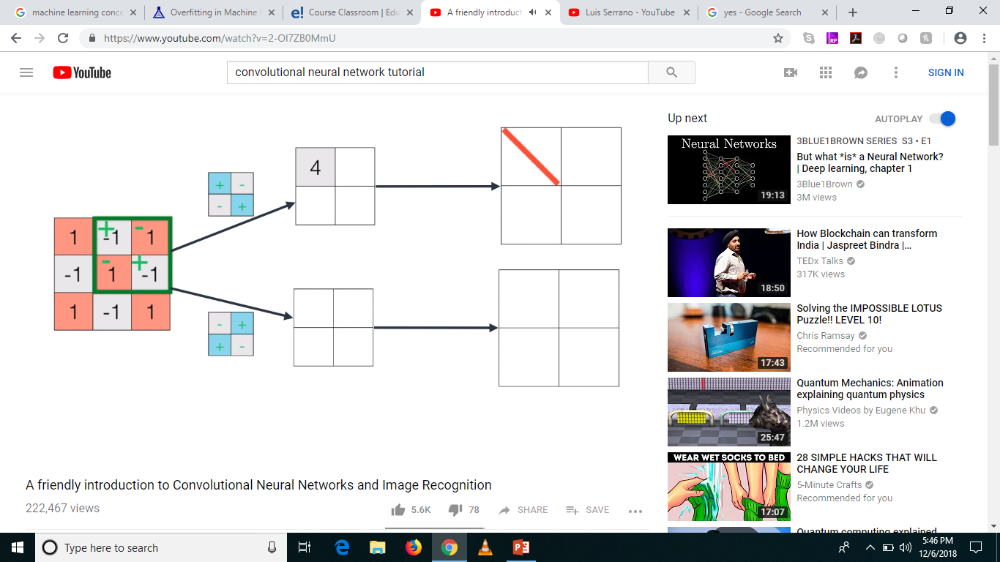 machine learning conce
Overfitting in Machine
Course Classroom | Edu
A friendly introduct
Luis Serrano - YouTube
yes - Google Search
https://www.youtube.com/watch?v=2-OI7ZB0MmU
YouTube
convolutional neural network tutorial
SIGN IN
4
+ -
- +
1 -1 1
-1 1 -1
1 -1 1
+ -
- +
- +
+ -
A friendly introduction to Convolutional Neural Networks and Image Recognition
222,467 views
5.6K
78
SHARE
SAVE
Up next
AUTOPLAY
Neural Networks
19:13
3BLUE1BROWN SERIES S3 • E1
But what *is* a Neural Network?
| Deep learning, chapter 1
3Blue1Brown
3M views
18:50
How Blockchain can transform
India | Jaspreet Bindra |...
TEDx Talks
317K views
17:43
Solving the IMPOSSIBLE LOTUS
Puzzle!! LEVEL 10!
Chris Ramsay
Recommended for you
25:47
Quantum Mechanics: Animation
explaining quantum physics
Physics Videos by Eugene Khu
1.2M views
WEAR WET SOCKS TO BED
17:07
28 SIMPLE HACKS THAT WILL
CHANGE YOUR LIFE
5-Minute Crafts
Recommended for you
Quantum computing explained
Type here to search
5:46 PM
12/6/2018